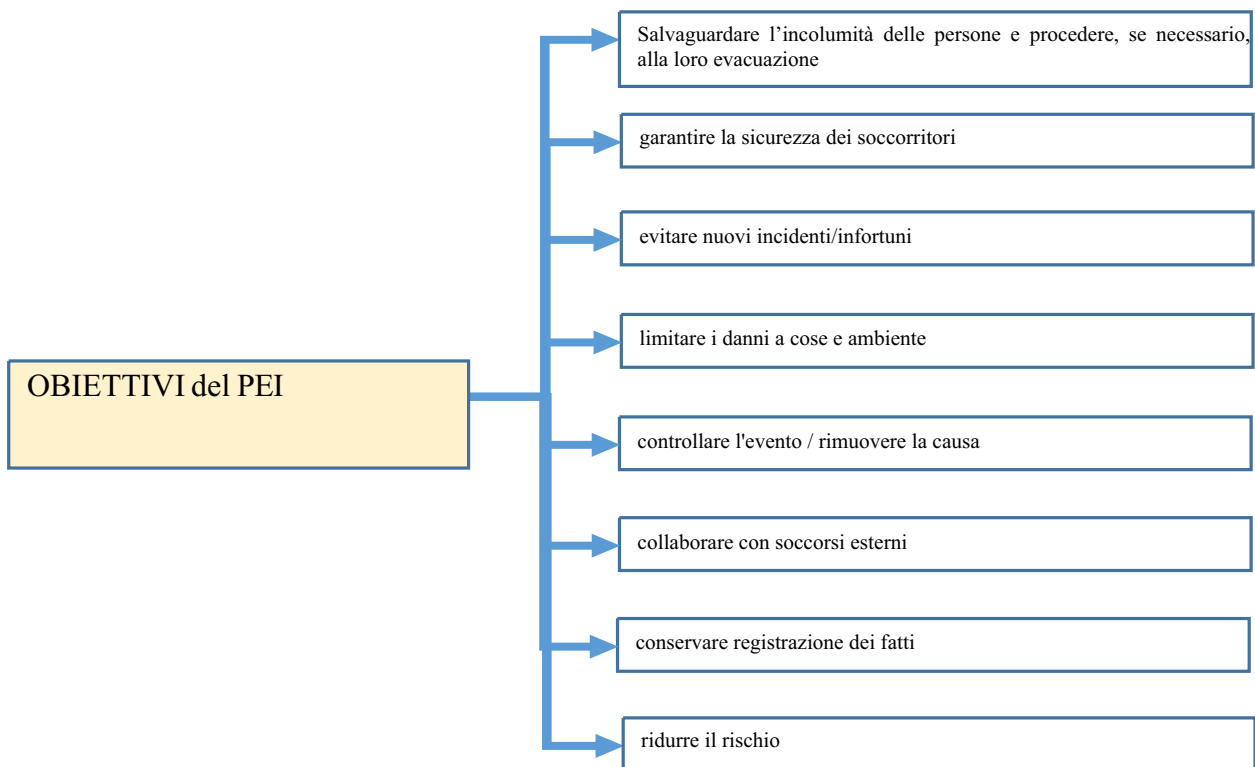 Salvaguardare l’incolumità delle persone e procedere, se necessario,
alla loro evacuazione
garantire la sicurezza dei soccorritori
evitare nuovi incidenti/infortuni
limitare i danni a cose e ambiente
OBIETTIVI del PEI
controllare l'evento / rimuovere la causa
collaborare con soccorsi esterni
conservare registrazione dei fatti
ridurre il rischio